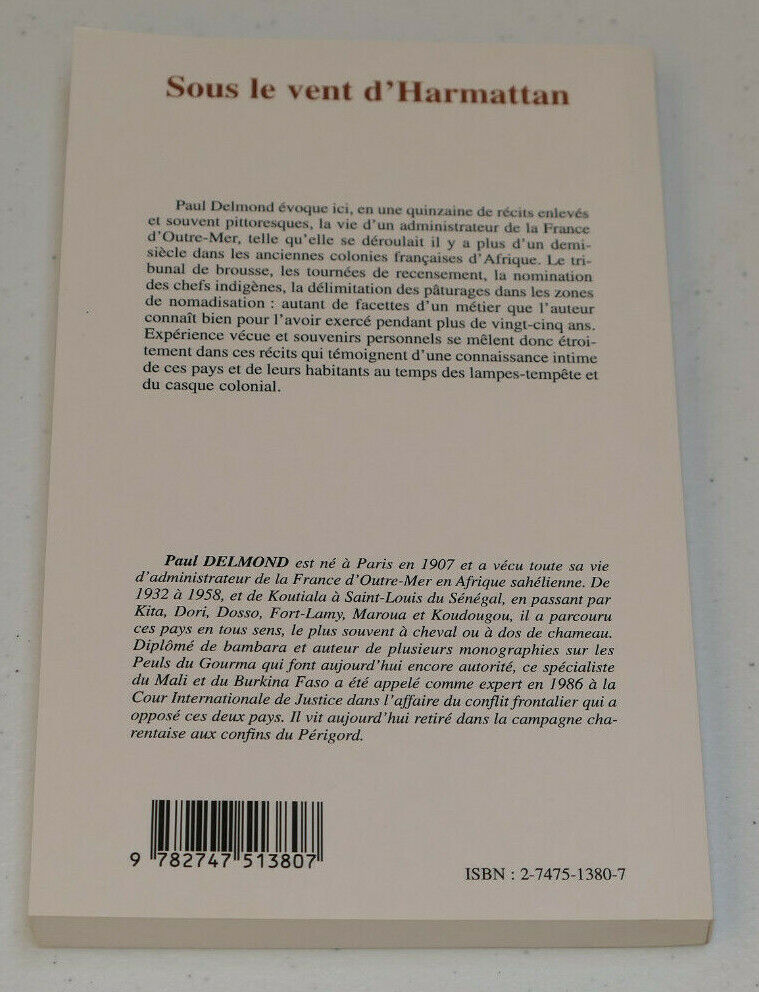 Sous le vent d'Harmattan
Paul Delmond évoque ici, en une quinzaine de récits enlevés
et souvent pittoresques, la vie d'un administrateur de la France
d'Outre-Mer, telle qu'elle se déroulait il y a plus d'un demi-
siècle dans les anciennes colonies françaises d'Afrique. Le tri-
bunal de brousse, les tournées de recensement, la nomination
des chefs indigènes, la délimitation des pâturages dans les zones
de nomadisation : autant de facettes d'un métier que l'auteur
connaît bien pour l'avoir exercé pendant plus de vingt-cinq ans.
Expérience vécue et souvenirs personnels se mêlent donc étroi-
tement dans ces récits qui témoignent d'une connaissance intime
de ces pays et de leurs habitants au temps des lampes-tempête et
du casque colonial.
Paul DELMOND est né à Paris en 1907 et a vécu toute sa vie
d'administrateur de la France d'Outre-Mer en Afrique sahélienne. De
1932 à 1958, et de Koutiala à Saint-Louis du Sénégal, en passant par
Kita, Dori, Dosso, Fort-Lamy, Maroua et Koudougou, il a parcouru
ces pays en tous sens, le plus souvent à cheval ou à dos de chameau.
Diplômé de bambara et auteur de plusieurs monographies sur les
Peuls du Gourma qui font aujourd'hui encore autorité, ce spécialiste
du Mali et du Burkina Faso a été appelé comme expert en 1986 à la
Cour Internationale de Justice dans l'affaire du conflit frontalier qui a
opposé ces deux pays. Il vit aujourd'hui retiré dans la campagne cha-
rentaise aux confins du Périgord.
9 782747 513807
ISBN : 2-7475-1380-7